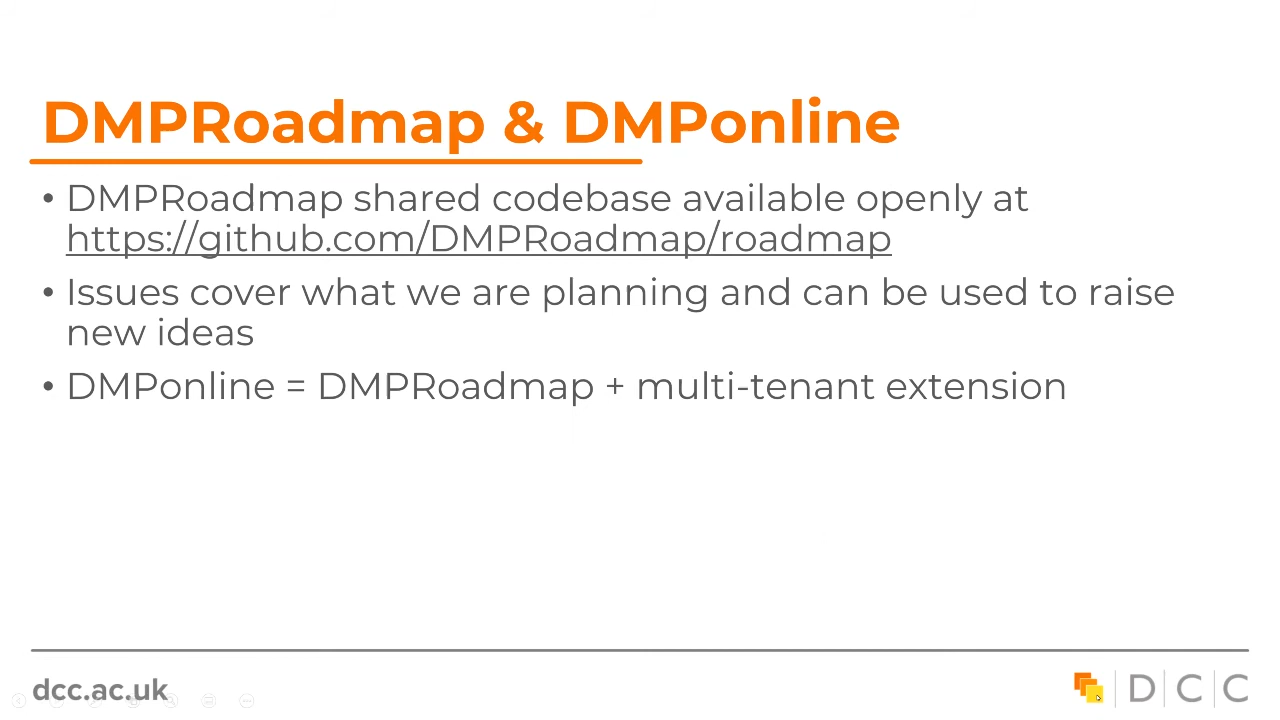 DMPRoadmap & DMPonline
• DMPRoadmap shared codebase available openly at
https://github.com/DMPRoadmap/roadmap
• Issues cover what we are planning and can be used to raise
new ideas
• DMPonline = DMPRoadmap + multi-tenant extension
dcc.ac.uk
D|C|C